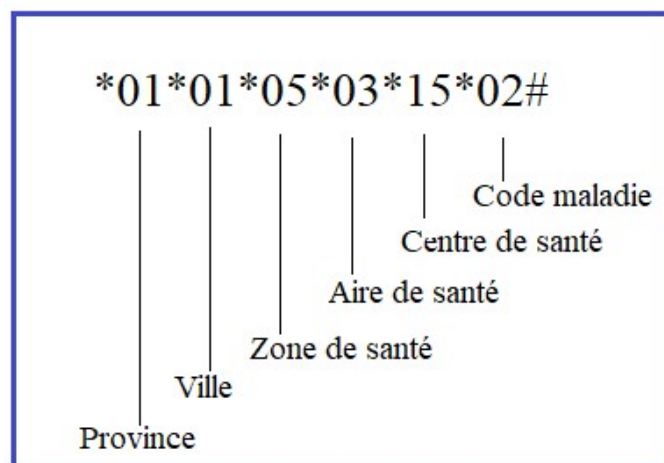 *01*01*05*03*15*02#
Code maladie
Centre de santé
Aire de santé
Zone de santé
Ville
Province